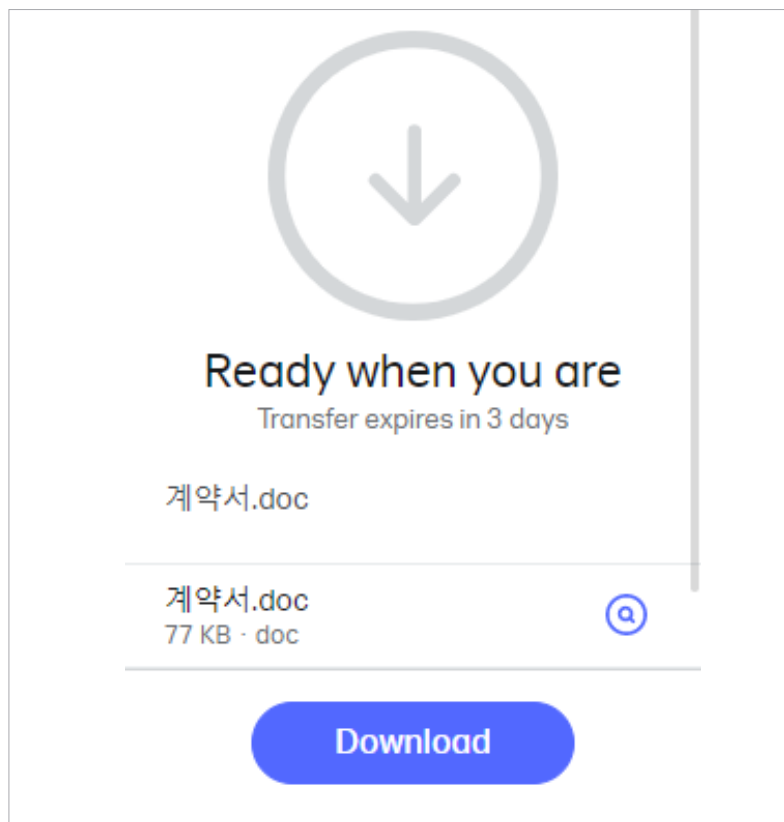 Ready when you are
Transfer expires in 3 days
계약서.doc
계약서.doc
77 KB · doc
Download